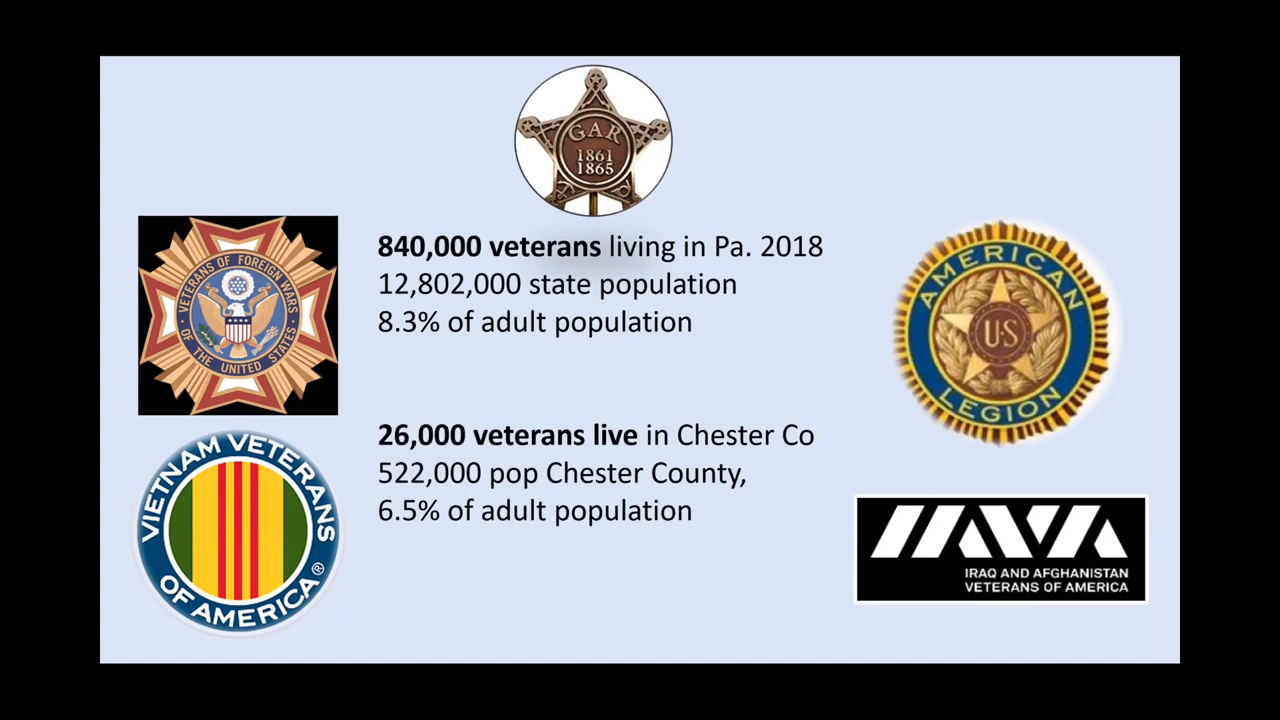 GAR
1861
1865
VETERANS OF FOREIGN WARS
OF THE UNITED STATES
840,000 veterans living in Pa. 2018
12,802,000 state population
8.3% of adult population
AMERICAN
US
LEGION
VIETNAM VETERANS
OF AMERICA®
26,000 veterans live in Chester Co
522,000 pop Chester County,
6.5% of adult population
IAVA
IRAQ AND AFGHANISTAN
VETERANS OF AMERICA